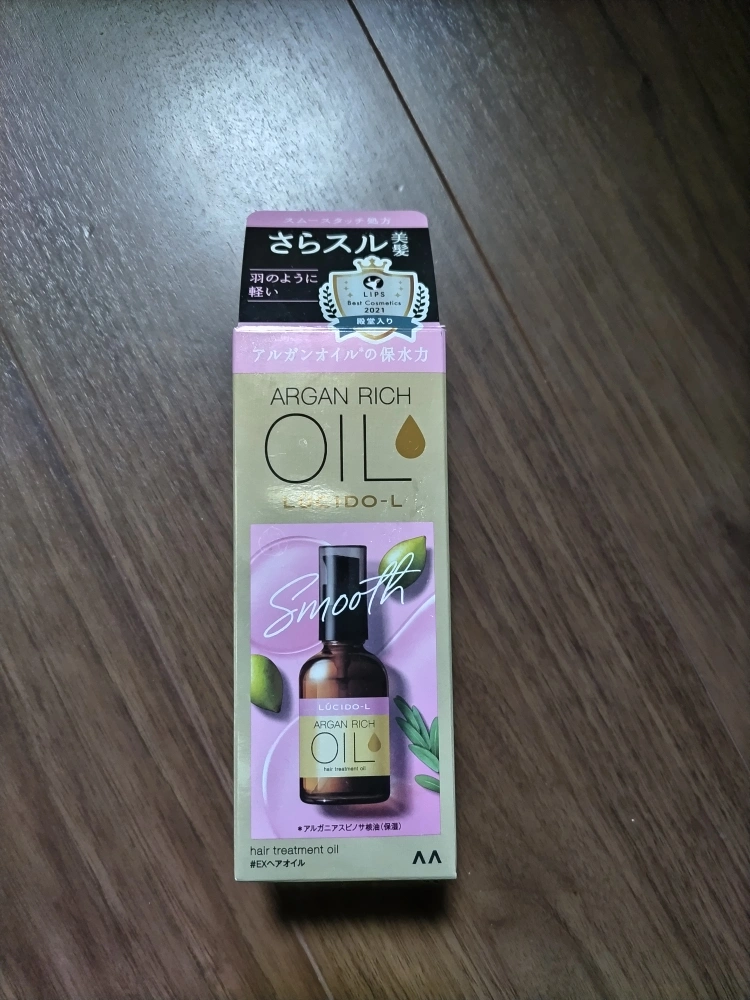 スムースタッチ処方
さらスル美髪
羽のように
軽い
LIPS
Best Cosmetics
2021
殿堂入り
アルガンオイル*の保水力
ARGAN RICH
OIL
LÚCIDO-L
Smooth
LÚCIDO-L
ARGAN RICH
OIL
hair treatment oil
*アルガニアスピノサ核油(保湿)
hair treatment oil
#EXヘアオイル